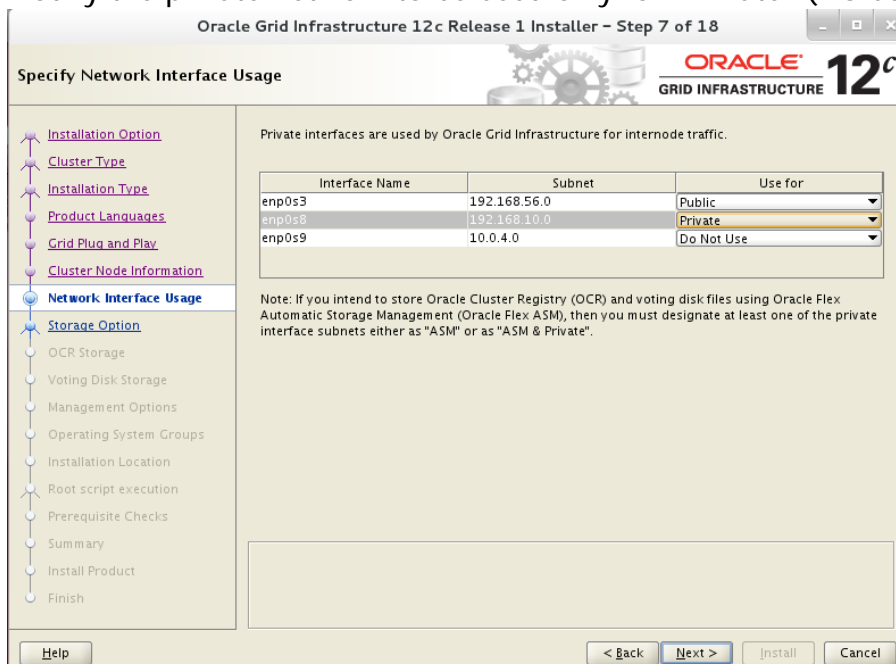 Oracle Grid Infrastructure 12c Release 1 Installer – Step 7 of 18
Specify Network Interface Usage
ORACLE
GRID INFRASTRUCTURE 12c
Installation Option
Cluster Type
Installation Type
Product Languages
Grid Plug and Play
Cluster Node Information
Network Interface Usage
Storage Option
OCR Storage
Voting Disk Storage
Management Options
Operating System Groups
Installation Location
Root script execution
Prerequisite Checks
Summary
Install Product
Finish
Private interfaces are used by Oracle Grid Infrastructure for internode traffic.
Interface Name Subnet Use for
enp0s3 192.168.56.0 Public
enp0s8 192.168.10.0 Private
enp0s9 10.0.4.0 Do Not Use
Note: If you intend to store Oracle Cluster Registry (OCR) and voting disk files using Oracle Flex
Automatic Storage Management (Oracle Flex ASM), then you must designate at least one of the private
interface subnets either as "ASM" or as "ASM & Private".
Help < Back Next > Install Cancel